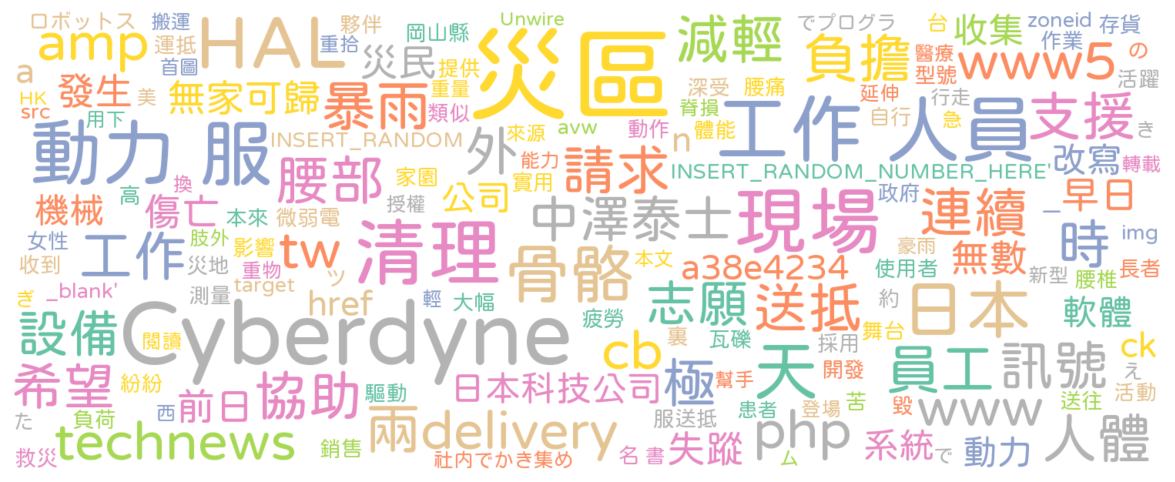 ロボットス 搬運 夥伴 岡山縣 Unwire でプログラ 台 收集 zoneid 存貨
amp 運抵 HAL 重拾 災民 提供 災區 減輕 負擔 醫療 作業 の
a 首圖 重量 深受 腰痛 型號 www5 活躍
HK 發生 美 無家可歸 暴雨 類似 脊損 工作人員 延伸 行走 支援
src 用下 INSERT_RANDOM 來源 avw 動作 體能 自行 急 き
動力服 外 能力 請求 n INSERT_RANDOM_NUMBER_HERE' 改寫 轉載
機械 高 換 腰部 家園 實用 政府 _ 早日
傷亡 本來 微弱電 授權 公司 中澤泰士 現場 連續 時 img
女性 工作 肢外 影響 清理 骨骼 本文 豪雨 無數
收到 災地 重物 tw ツ a38e4234 使用者 新型 腰椎 長者
ぎ _blank' 測量 target href 輕 大幅 志願 送抵 約 日本 軟體
設備 閱讀 Cyberdyne 疲勞 裏 瓦礫 舞台 採用
希望 紛紛 驅動 cb 天 員工 訊號 ck
協助 日本科技公司 極 幫手 開發 え
た 負荷 西 前日 兩 delivery 服送抵 患者 登場 苦 毀 www 送往 活動
technews 銷售 php 人體
救災 社内でかき集め 名 書 失蹤 ム 系統 で 動力